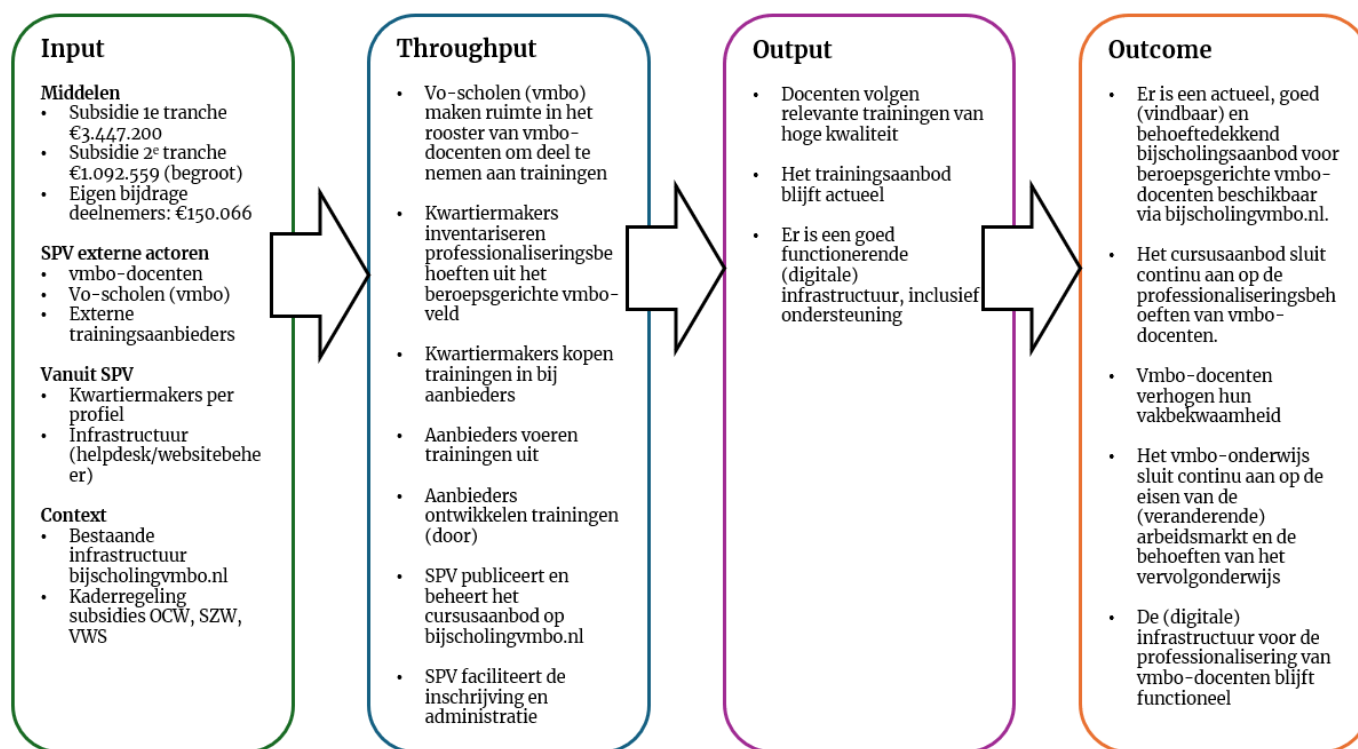 Input
Middelen
• Subsidie 1e tranche
€3.447.200
• Subsidie 2e tranche
€1.092.559 (begroot)
• Eigen bijdrage
deelnemers: €150.066
SPV externe actoren
• vmbo-docenten
• Vo-scholen (vmbo)
• Externe
trainingsaanbieders
Vanuit SPV
• Kwartiermakers per
profiel
• Infrastructuur
(helpdesk/websitebehe
er)
Context
• Bestaande
infrastructuur
bijscholingvmbo.nl
• Kaderregeling
subsidies OCW, SZW,
VWS
Throughput
• Vo-scholen (vmbo)
maken ruimte in het
rooster van vmbo-
docenten om deel te
nemen aan trainingen
• Kwartiermakers
inventariseren
professionaliseringsbe
hoeften uit het
beroepsgerichte vmbo-
veld
• Kwartiermakers kopen
trainingen in bij
aanbieders
• Aanbieders voeren
trainingen uit
• Aanbieders
ontwikkelen trainingen
(door)
• SPV publiceert en
beheert het
cursusaanbod op
bijscholingvmbo.nl
• SPV faciliteert de
inschrijving en
administratie
Output
• Docenten volgen
relevante trainingen van
hoge kwaliteit
• Het trainingsaanbod
blijft actueel
• Er is een goed
functionerende
(digitale)
infrastructuur, inclusief
ondersteuning
Outcome
• Er is een actueel, goed
(vindbaar) en
behoeftedekkend
bijscholingsaanbod voor
beroepsgerichte vmbo-
docenten beschikbaar
via bijscholingvmbo.nl.
• Het cursusaanbod sluit
continu aan op de
professionaliseringsbeh
oeften van vmbo-
docenten.
• Vmbo-docenten
verhogen hun
vakbekwaamheid
• Het vmbo-onderwijs
sluit continu aan op de
eisen van de
(veranderende)
arbeidsmarkt en de
behoeften van het
vervolgonderwijs
• De (digitale)
infrastructuur voor de
professionalisering van
vmbo-docenten blijft
functioneel